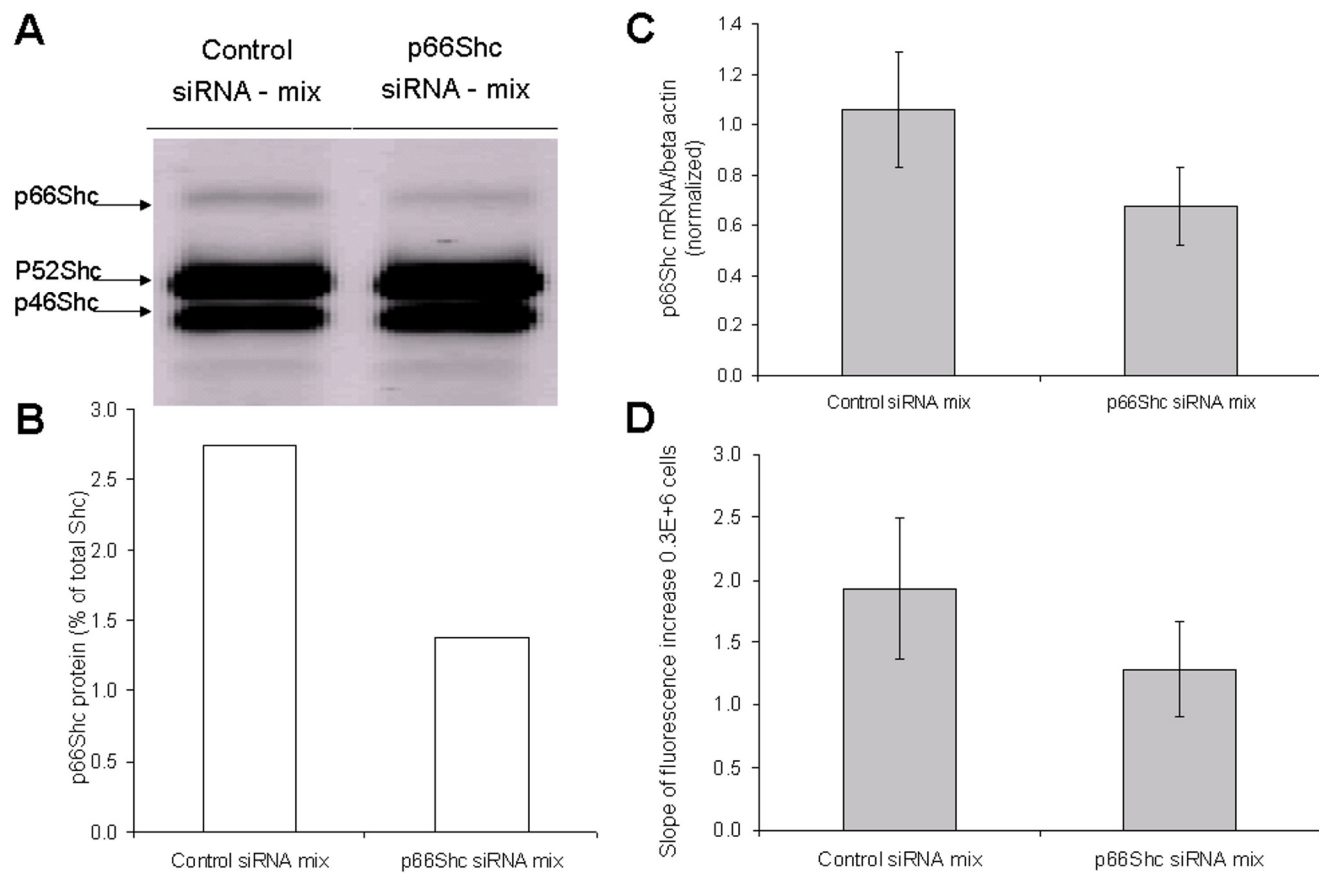 A
Control
siRNA - mix
p66Shc
siRNA - mix
p66Shc
P52Shc
p46Shc
B
p66Shc protein (% of total Shc)
3.0
2.5
2.0
1.5
1.0
0.5
0.0
Control siRNA mix
p66Shc siRNA mix
C
p66Shc mRNA/beta actin
(normalized)
1.4
1.2
1.0
0.8
0.6
0.4
0.2
0.0
Control siRNA mix
p66Shc siRNA mix
D
Slope of fluorescence increase 0.3E+6 cells
3.0
2.5
2.0
1.5
1.0
0.5
0.0
Control siRNA mix
p66Shc siRNA mix